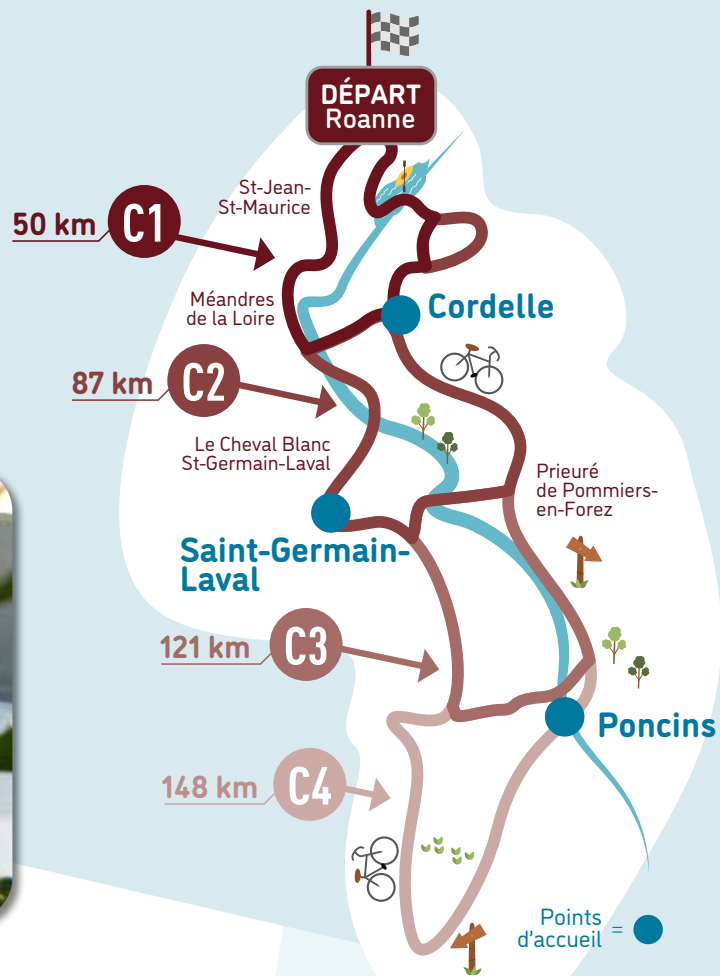 DÉPART
Roanne
St-Jean-
St-Maurice
50 km
C1
Méandres
de la Loire
Cordelle
87 km
C2
Le Cheval Blanc
St-Germain-Laval
Prieuré
de Pommiers-
en-Forez
Saint-Germain-
Laval
121 km
C3
Poncins
148 km
C4
Points
d'accueil
=